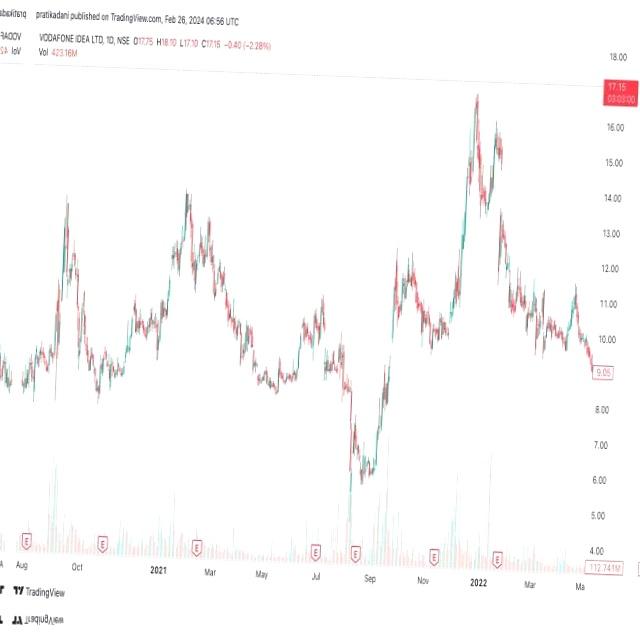 pratikadani published on TradingView.com, Feb 26, 2024 06:56 UTC
VODAFONE IDEA LTD, 1D, NSE O17.75 H18.10 L17.10 C17.15 −0.40 (−2.28%)
Vol 423.16M
18.00
17.15
03:03:00
16.00
15.00
14.00
13.00
12.00
11.00
10.00
9.05
8.00
7.00
6.00
5.00
4.00
112.741M
E E E E E E E
Aug Oct 2021 Mar May Jul Sep Nov 2022 Mar Ma
TradingView